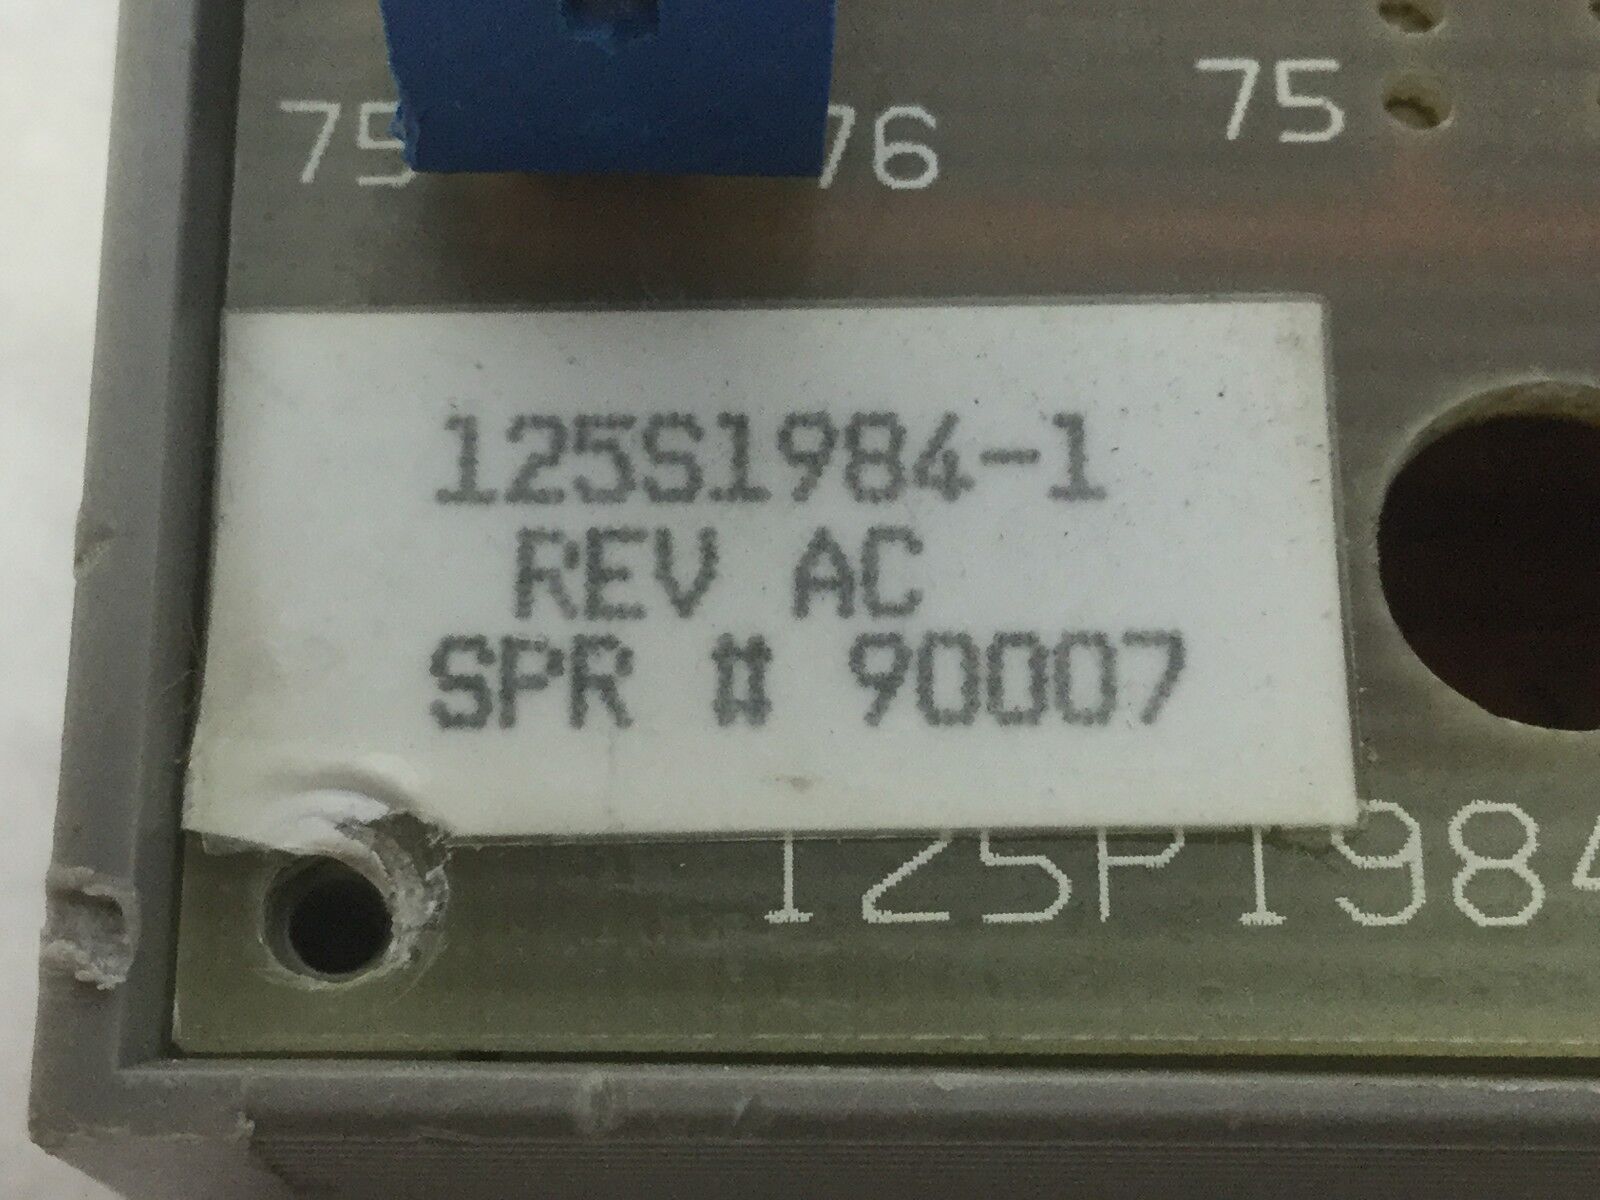 75 76 75
125S1984-1
REV AC
SPR # 90007
125P1984